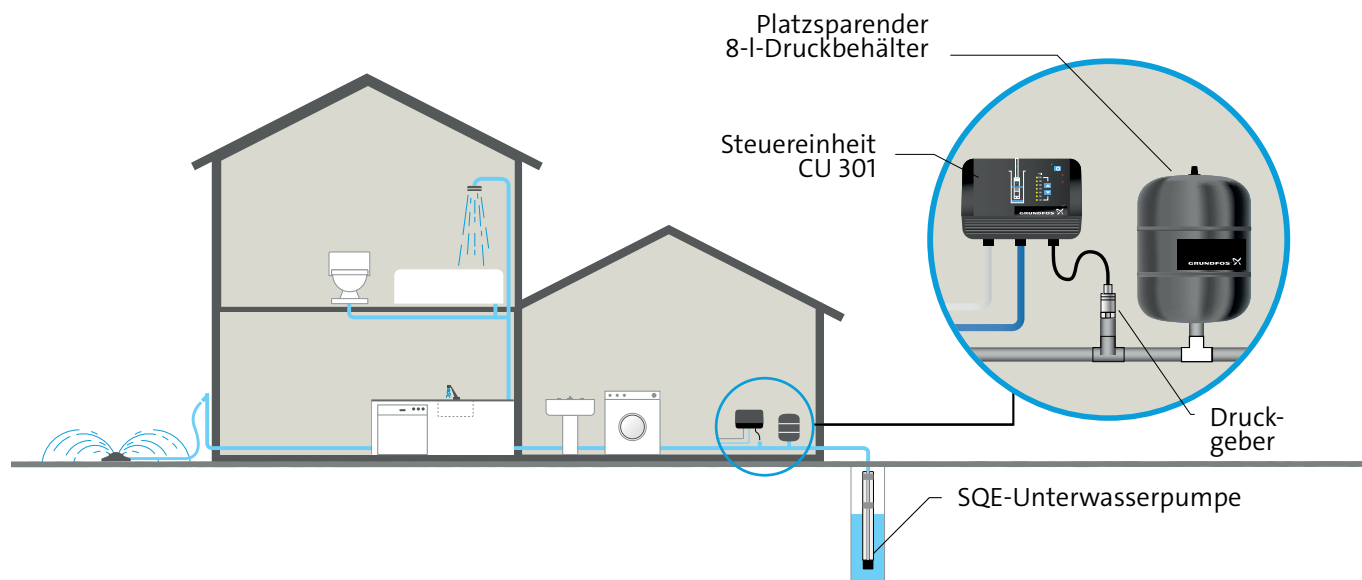 Platzsparender
8-l-Druckbehälter
Steuereinheit
CU 301
GRUNDFOS
GRUNDFOS
Druck-
geber
SQE-Unterwasserpumpe